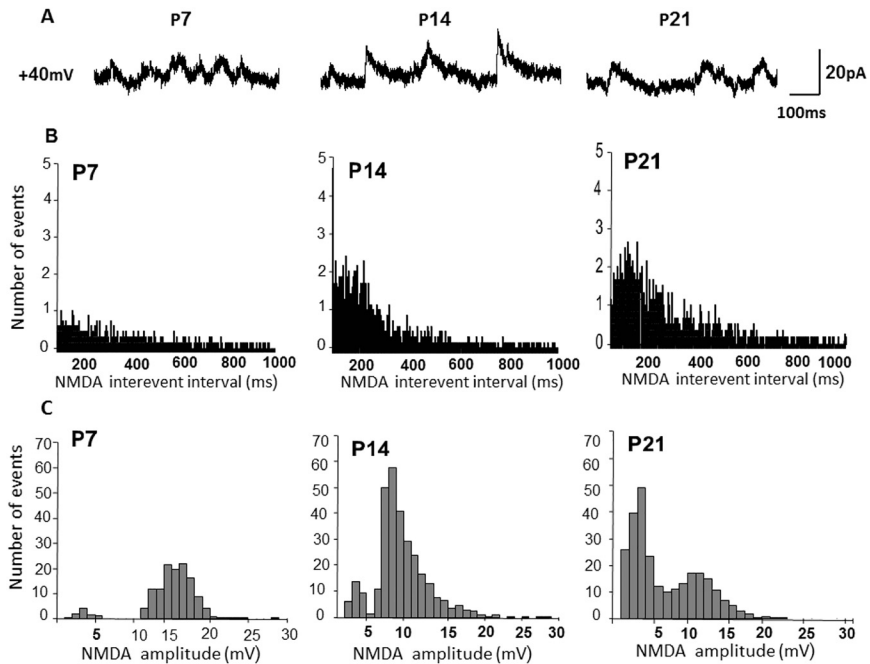 A P7 P14 P21
+40mV 20pA
100ms
B
P7 P14 P21
Number of events
5 4 3 2 1 0
5 4 3 2 1 0
5 4 3 2 1 0
200 400 600 800 1000
200 400 600 800 1000
200 400 600 800 1000
NMDA interevent interval (ms)
NMDA interevent interval (ms)
NMDA interevent interval (ms)
C
P7 P14 P21
Number of events
70 60 50 40 30 20 10 0
70 60 50 40 30 20 10 0
70 60 50 40 30 20 10 0
5 10 15 20 30
5 10 15 20 30
5 10 15 20 30
NMDA amplitude (mV)
NMDA amplitude (mV)
NMDA amplitude (mV)